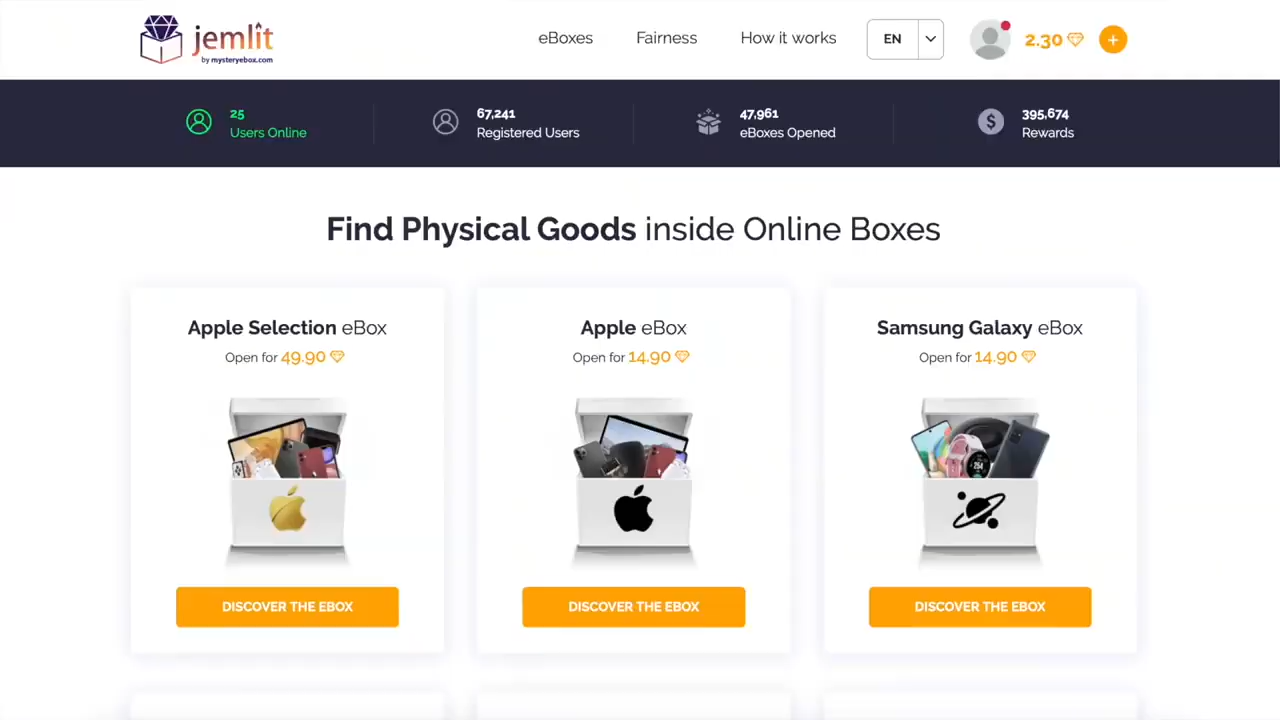 jemlit
by mysteryebox.com
eBoxes
Fairness
How it works
EN
2.30
25
Users Online
67,241
Registered Users
47,961
eBoxes Opened
395,674
Rewards
Find Physical Goods inside Online Boxes
Apple Selection eBox
Open for 49.90
DISCOVER THE EBOX
Apple eBox
Open for 14.90
DISCOVER THE EBOX
Samsung Galaxy eBox
Open for 14.90
DISCOVER THE EBOX